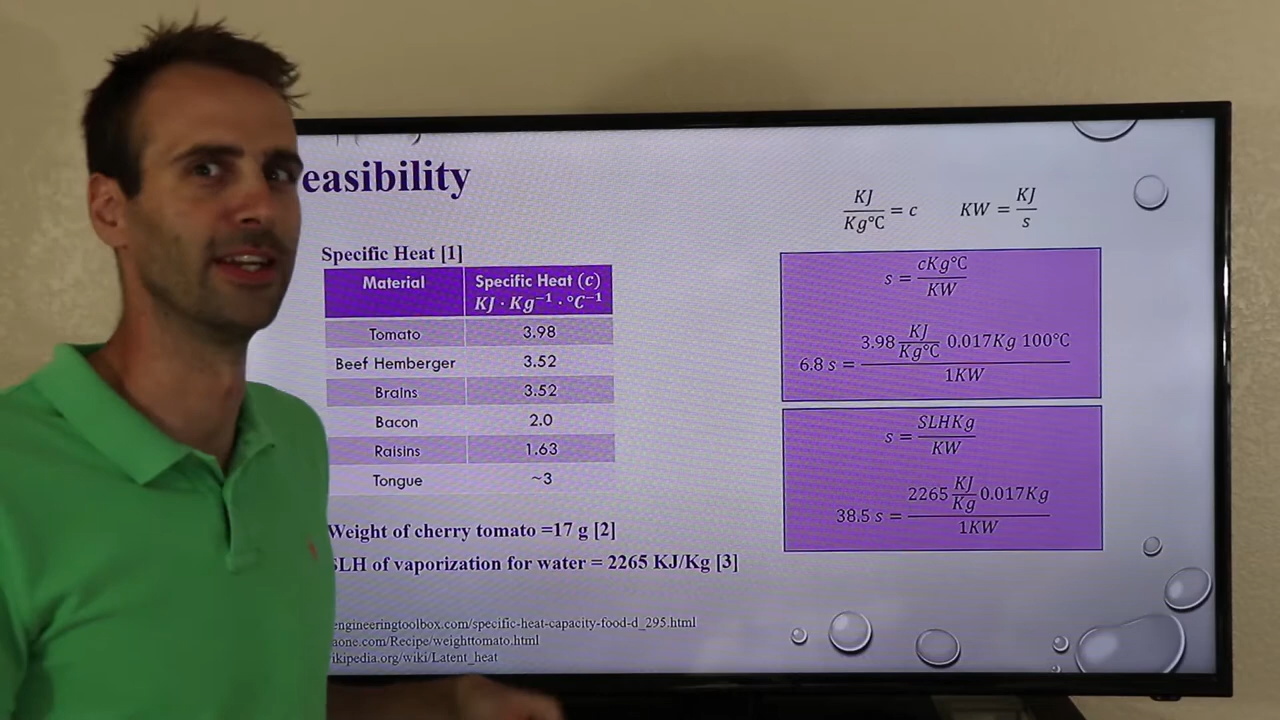 easibility
Specific Heat [1]
Material Specific Heat (c)
KJ · Kg⁻¹ · °C⁻¹
Tomato 3.98
Beef Hemberger 3.52
Brains 3.52
Bacon 2.0
Raisins 1.63
Tongue ~3
Weight of cherry tomato =17 g [2]
SLH of vaporization for water = 2265 KJ/Kg [3]
engineeringtoolbox.com/specific-heat-capacity-food-d_295.html
aone.com/Recipe/weighttomato.html
ikipedia.org/wiki/Latent_heat
KJ/Kg°C = c KW = KJ/s
s = cKg°C/KW
6.8 s = 3.98 KJ/Kg°C 0.017Kg 100°C / 1KW
s = SLHKg/KW
38.5 s = 2265 KJ/Kg 0.017Kg / 1KW